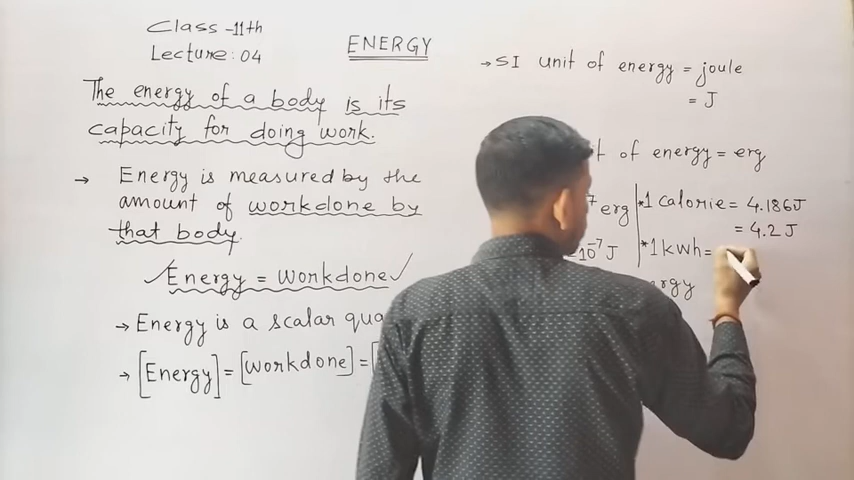 Class -11th
Lecture: 04
ENERGY
The energy of a body is its
capacity for doing work.
→ Energy is measured by the
amount of workdone by
that body.
✓Energy = workdone✓
→ Energy is a scalar
→ [Energy] = [workdone] = [
→ SI unit of energy = joule
= J
of energy = erg
7 erg
10⁻⁷ J
*1 calorie = 4.186J
= 4.2 J
*1 kwh =